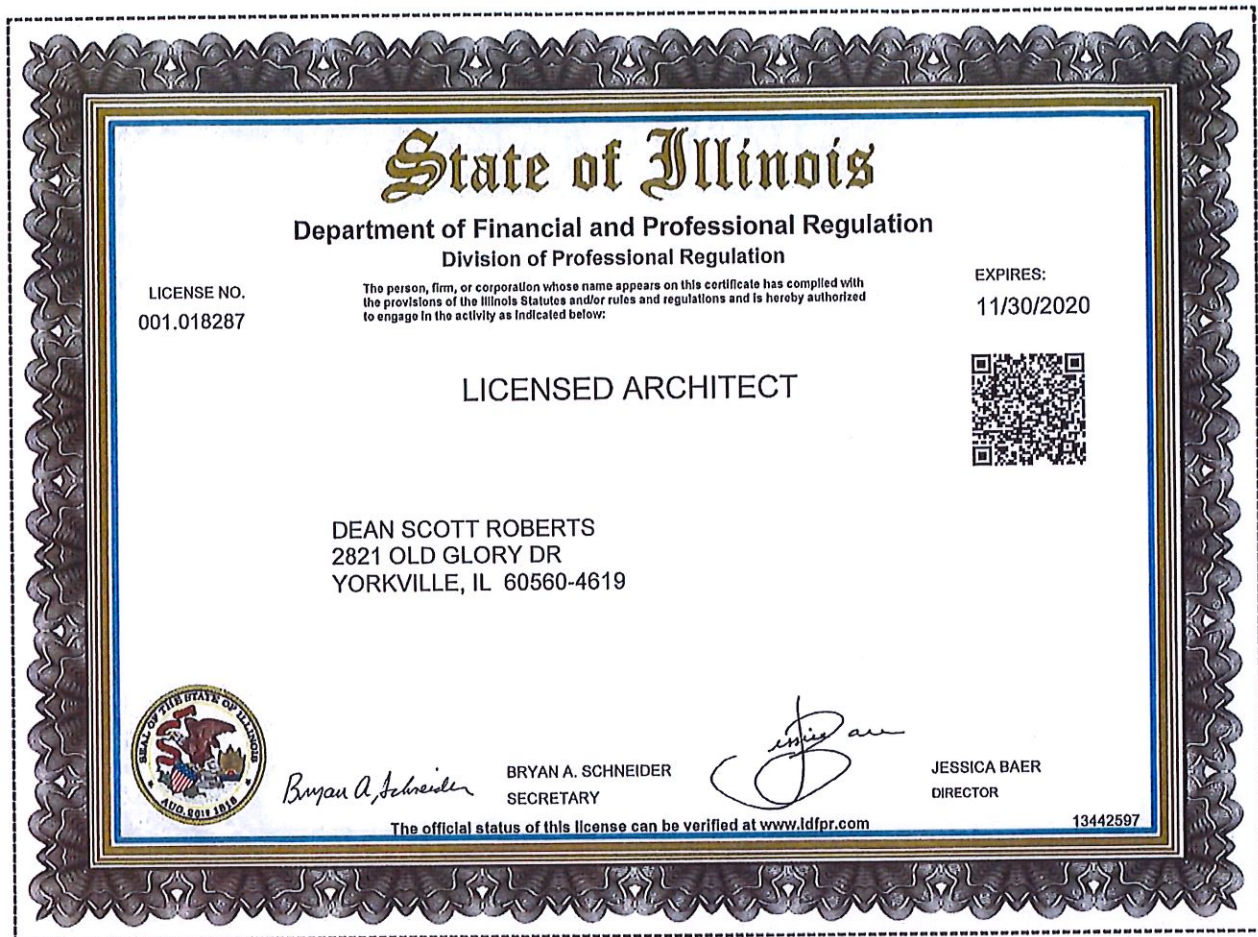 State of Illinois
Department of Financial and Professional Regulation
Division of Professional Regulation
LICENSE NO.
001.018287
The person, firm, or corporation whose name appears on this certificate has complied with
the provisions of the Illinois Statutes and/or rules and regulations and is hereby authorized
to engage in the activity as indicated below:
EXPIRES:
11/30/2020
LICENSED ARCHITECT
DEAN SCOTT ROBERTS
2821 OLD GLORY DR
YORKVILLE, IL 60560-4619
SEAL OF THE STATE OF ILLINOIS
Bryan A. Schneider
BRYAN A. SCHNEIDER
SECRETARY
JESSICA BAER
DIRECTOR
The official status of this license can be verified at www.idfpr.com
13442597